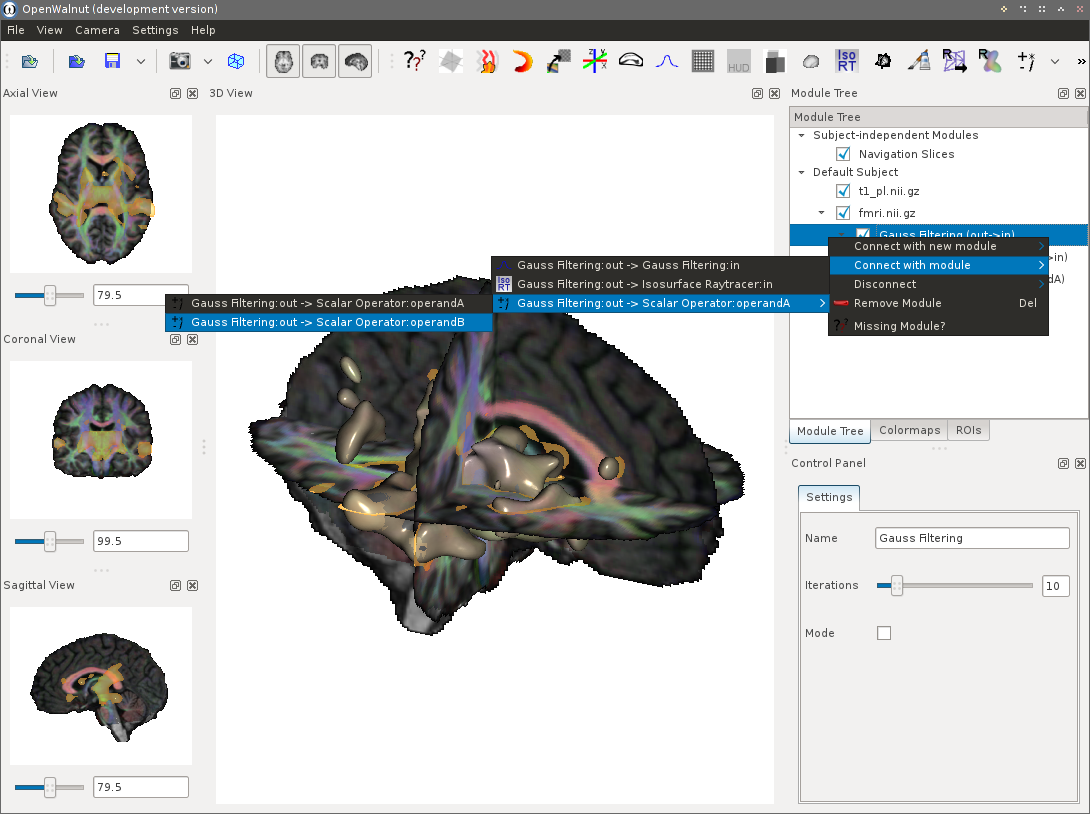 OpenWalnut (development version)
File View Camera Settings Help
?? HUD ISO RT
Axial View
3D View
Module Tree
Module Tree
Subject-independent Modules
Navigation Slices
Default Subject
t1_pl.nii.gz
fmri.nii.gz
Gauss Filtering (out->in)
Connect with new module
Connect with module
Disconnect
Remove Module Del
?? Missing Module?
Gauss Filtering:out -> Gauss Filtering:in
ISO RT Gauss Filtering:out -> Isosurface Raytracer:in
Gauss Filtering:out -> Scalar Operator:operandA
Gauss Filtering:out -> Scalar Operator:operandA
Gauss Filtering:out -> Scalar Operator:operandB
79.5
Coronal View
99.5
Sagittal View
79.5
Module Tree Colormaps ROIs
Control Panel
Settings
Name Gauss Filtering
Iterations 10
Mode